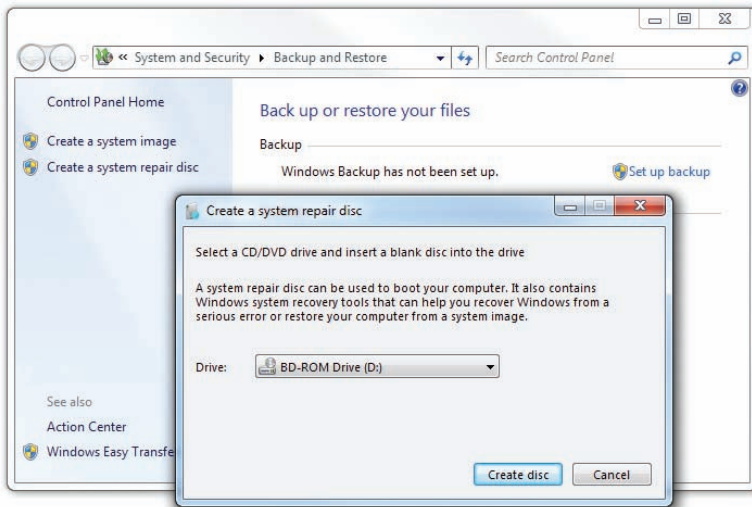 « System and Security ▸ Backup and Restore
Search Control Panel
Control Panel Home
Create a system image
Create a system repair disc
Back up or restore your files
Backup
Windows Backup has not been set up.
Set up backup
Create a system repair disc
Select a CD/DVD drive and insert a blank disc into the drive
A system repair disc can be used to boot your computer. It also contains
Windows system recovery tools that can help you recover Windows from a
serious error or restore your computer from a system image.
Drive:
BD-ROM Drive (D:)
Create disc
Cancel
See also
Action Center
Windows Easy Transfe